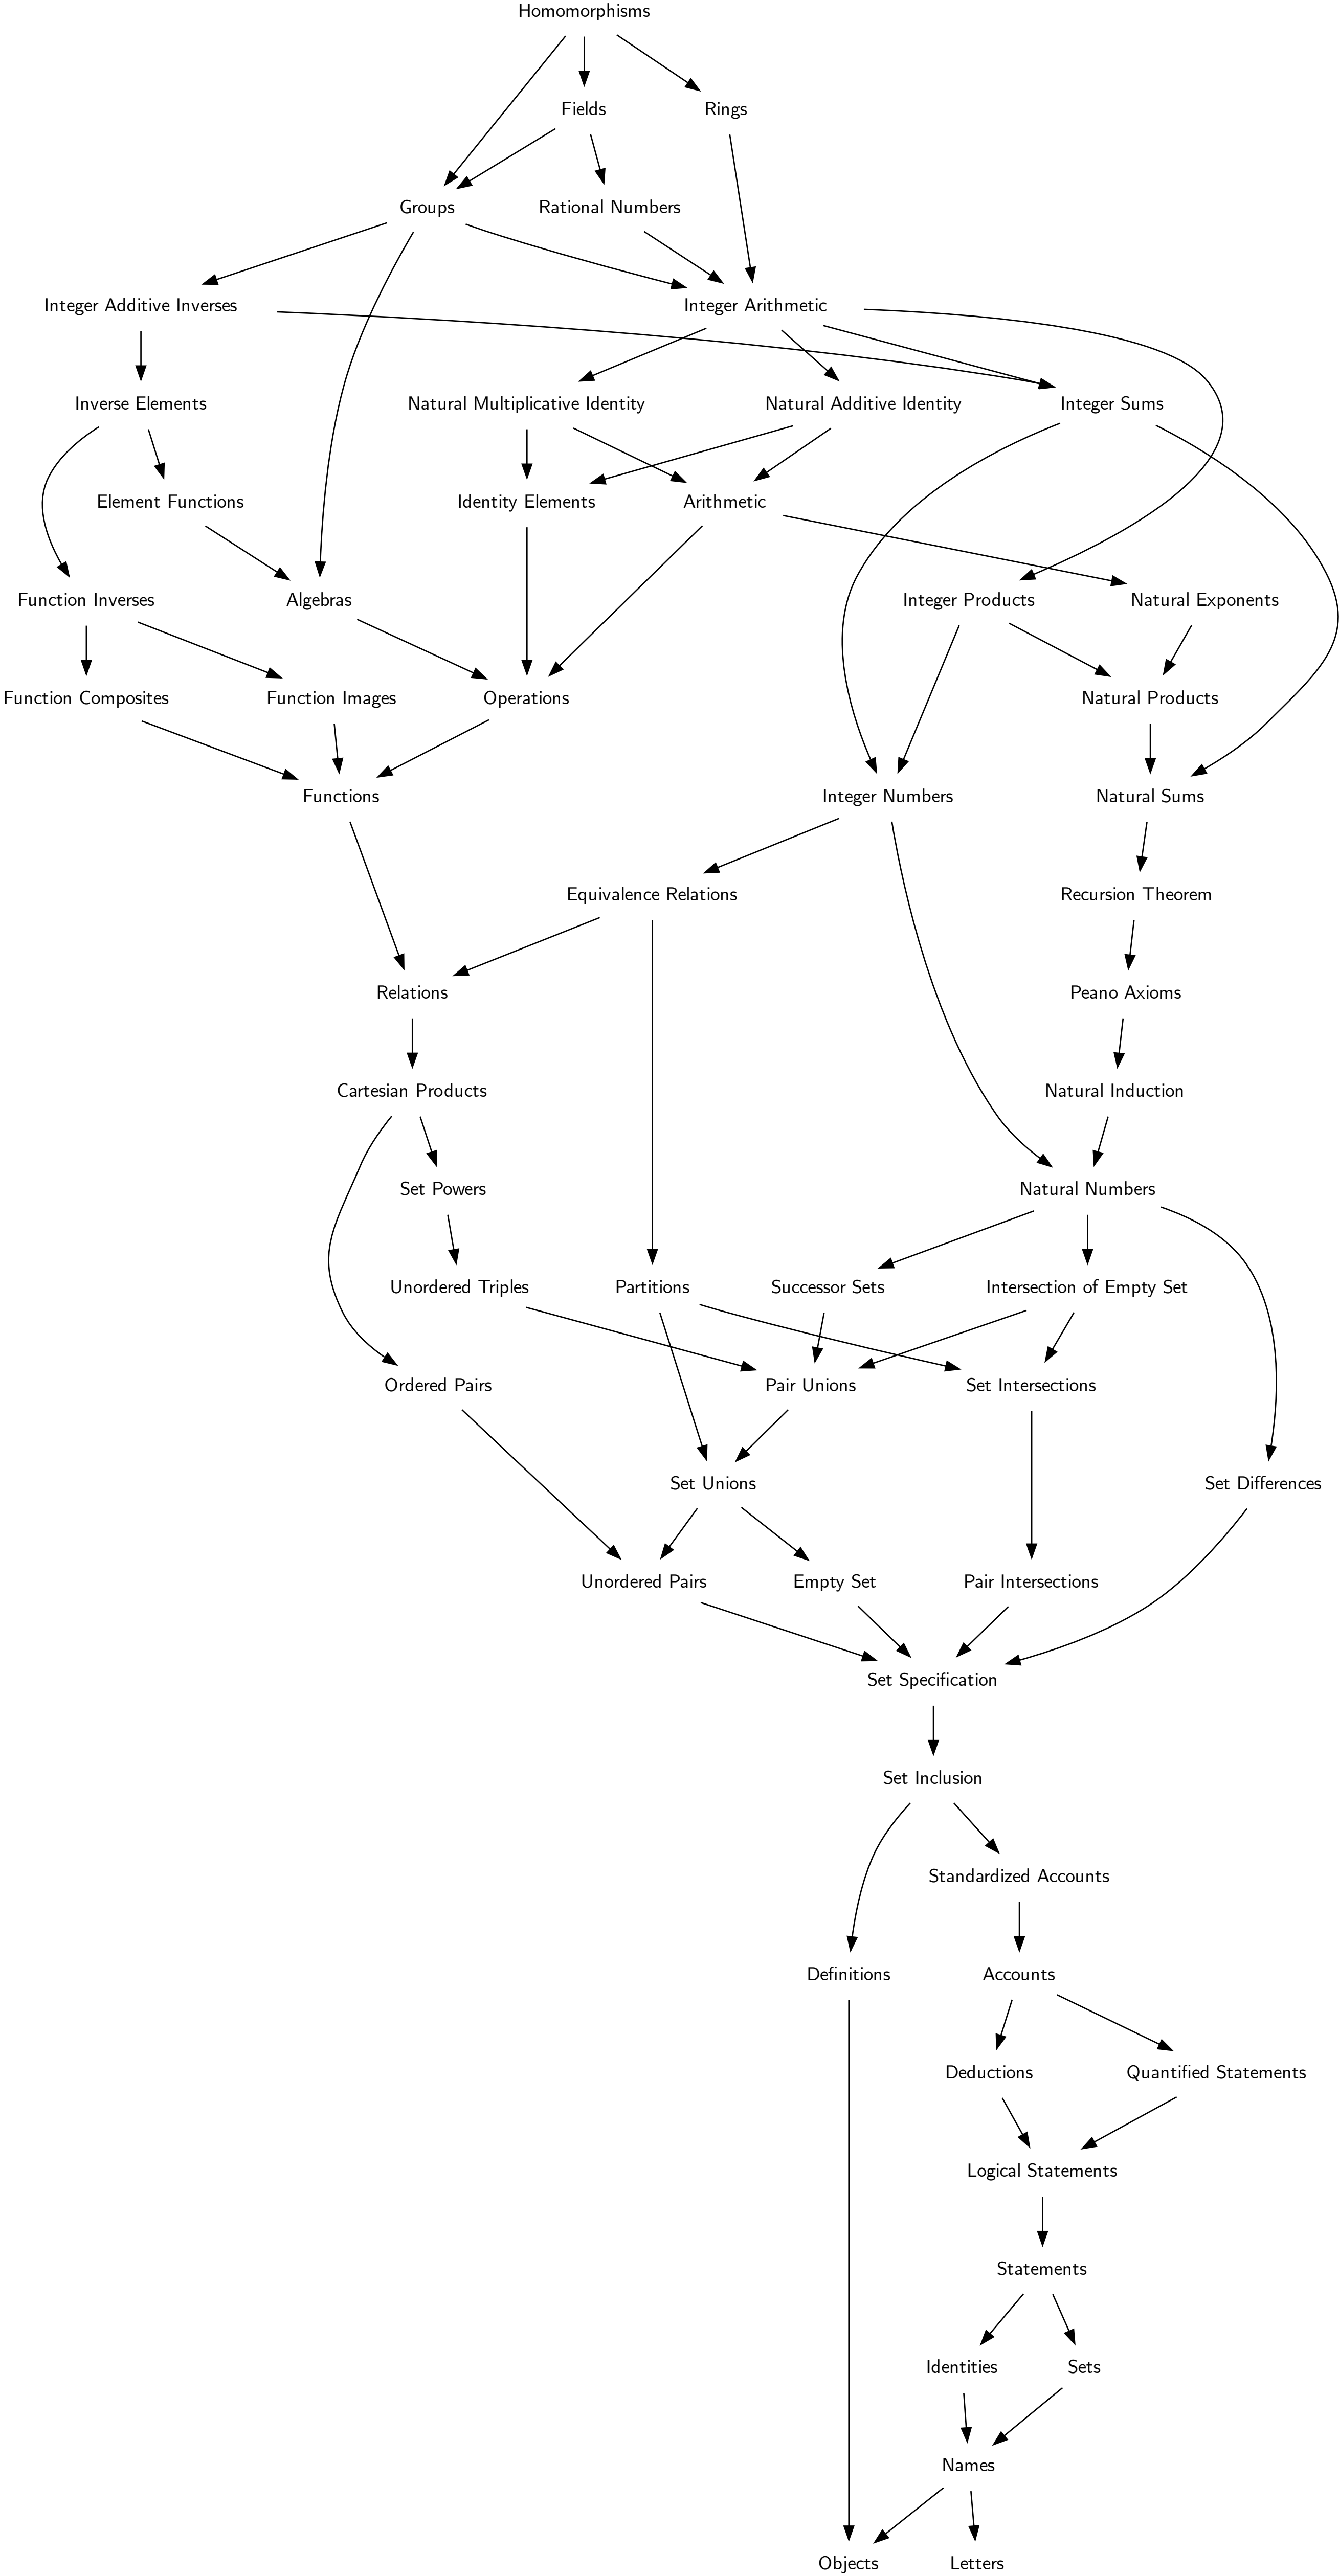 Homomorphisms
Fields
Rings
Groups
Rational Numbers
Integer Additive Inverses
Integer Arithmetic
Inverse Elements
Natural Multiplicative Identity
Natural Additive Identity
Integer Sums
Element Functions
Identity Elements
Arithmetic
Function Inverses
Algebras
Integer Products
Natural Exponents
Function Composites
Function Images
Operations
Natural Products
Functions
Integer Numbers
Natural Sums
Equivalence Relations
Recursion Theorem
Relations
Peano Axioms
Cartesian Products
Natural Induction
Set Powers
Natural Numbers
Unordered Triples
Partitions
Successor Sets
Intersection of Empty Set
Ordered Pairs
Pair Unions
Set Intersections
Set Unions
Set Differences
Unordered Pairs
Empty Set
Pair Intersections
Set Specification
Set Inclusion
Standardized Accounts
Definitions
Accounts
Deductions
Quantified Statements
Logical Statements
Statements
Identities
Sets
Names
Objects
Letters